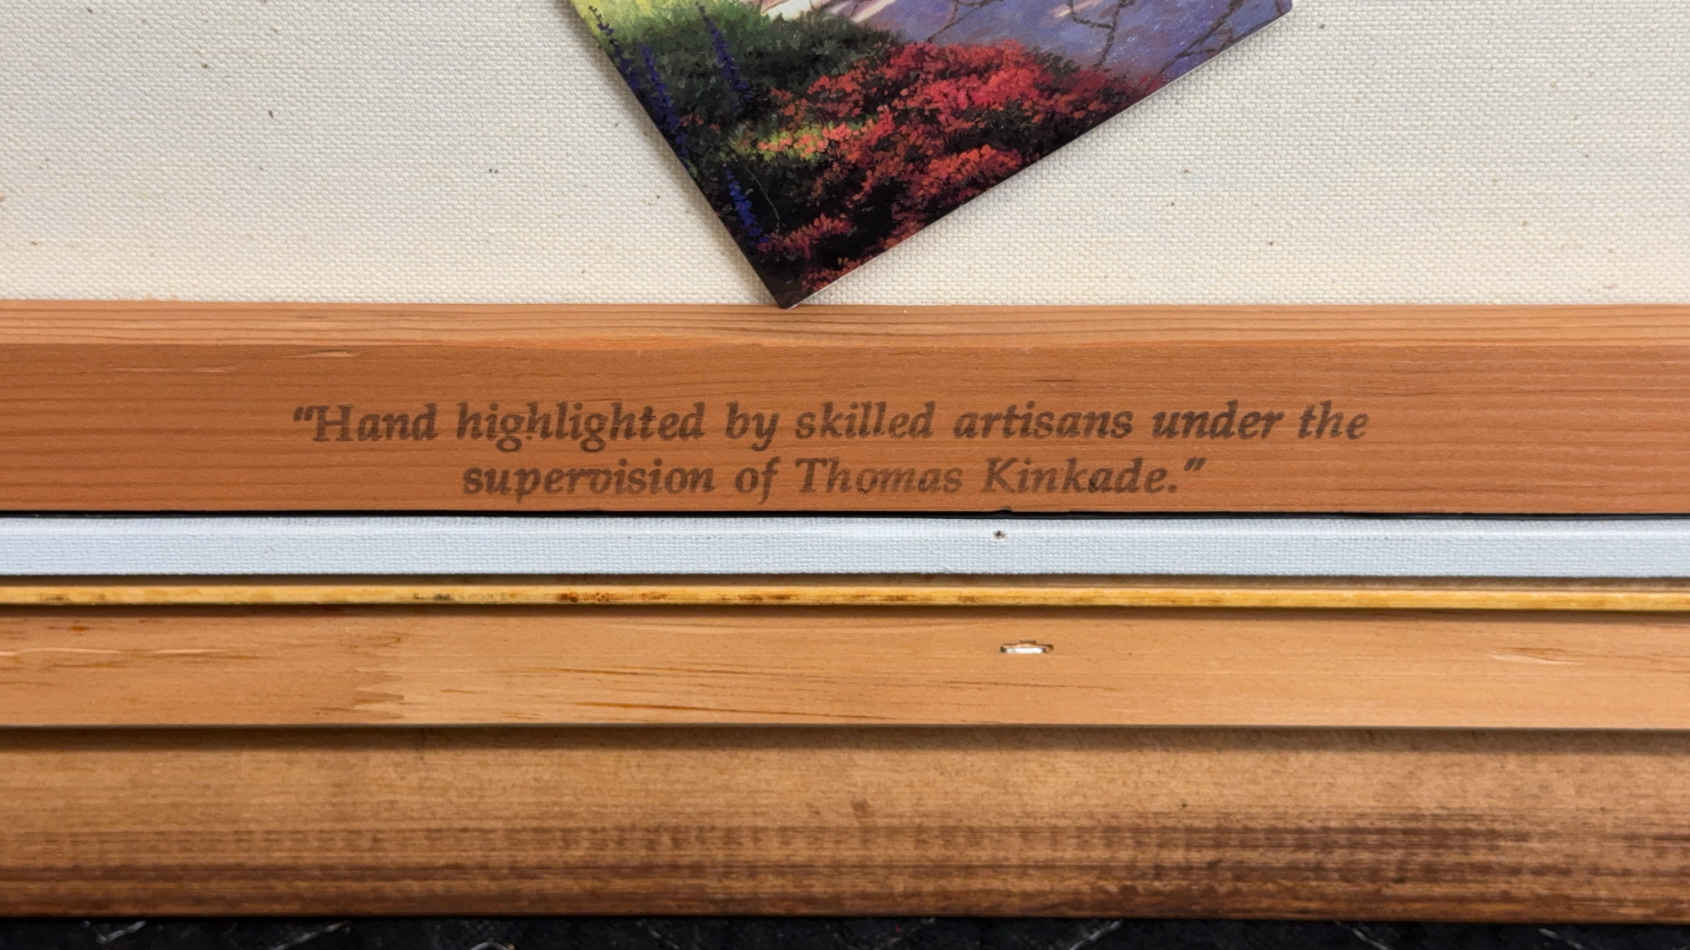 “Hand highlighted by skilled artisans under the
supervision of Thomas Kinkade.”